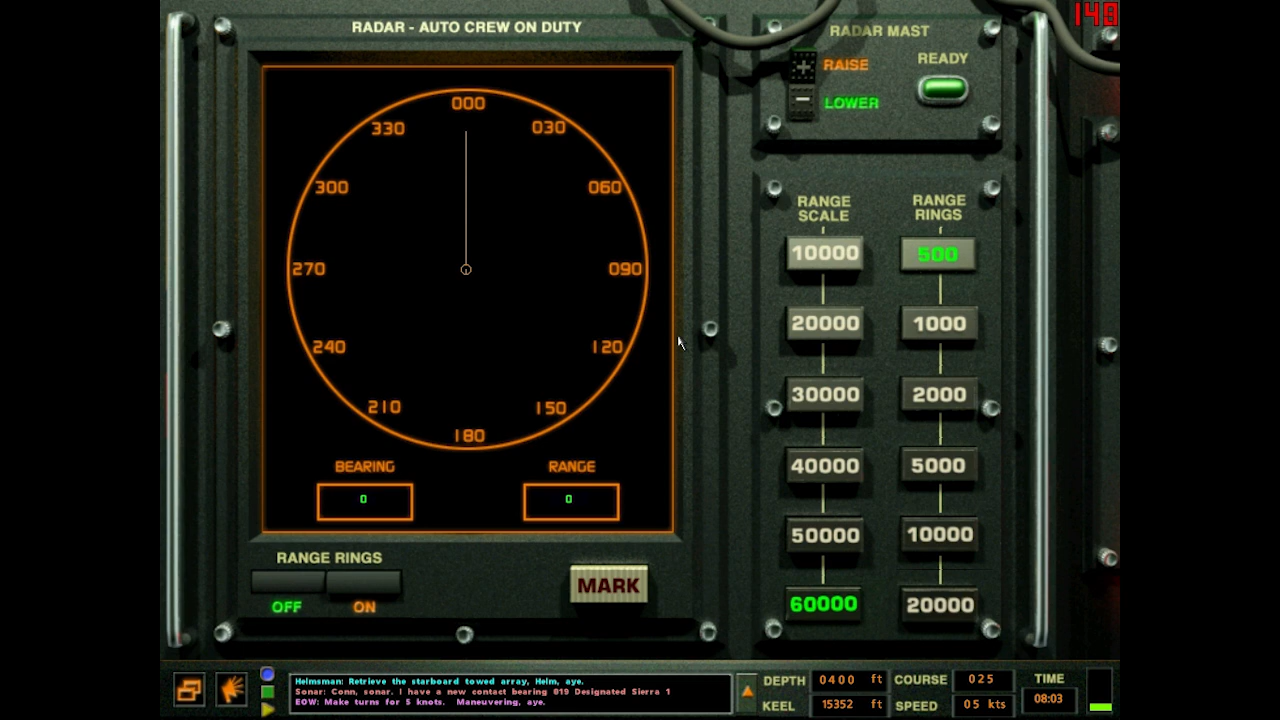 RADAR - AUTO CREW ON DUTY
000
330
030
300
060
270
090
240
120
210
150
180
BEARING
RANGE
0
0
RANGE RINGS
OFF
ON
MARK
RADAR MAST
RAISE
READY
LOWER
148
RANGE SCALE
RANGE RINGS
10000
500
20000
1000
30000
2000
40000
5000
50000
10000
60000
20000
Helmsman: Retrieve the starboard towed array, Helm, aye.
Sonar: Conn, sonar. I have a new contact bearing 019 Designated Sierra 1
EOW: Make turns for 5 knots. Maneuvering, aye.
DEPTH 0400 ft COURSE 025
KEEL 15352 ft SPEED 05 kts
TIME
08:03